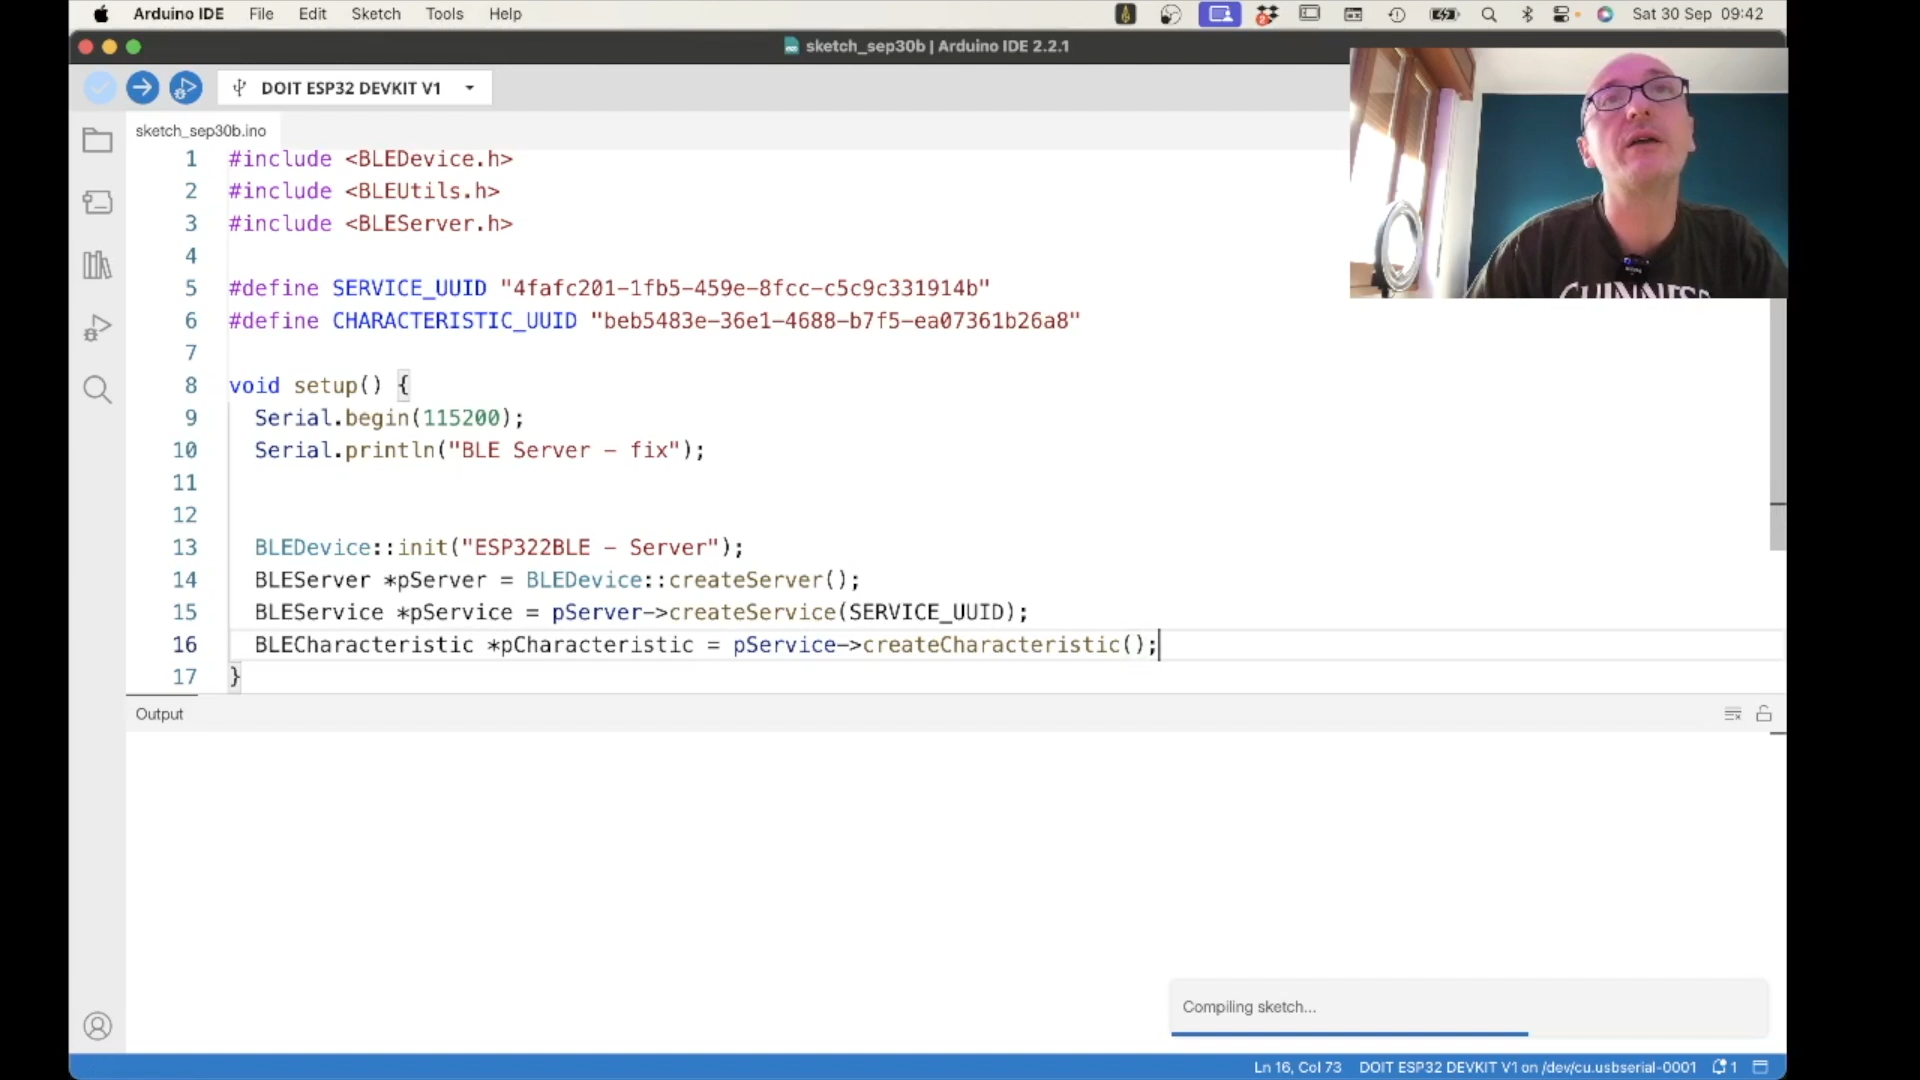 Arduino IDE File Edit Sketch Tools Help Sat 30 Sep 09:42
sketch_sep30b | Arduino IDE 2.2.1
DOIT ESP32 DEVKIT V1
sketch_sep30b.ino
1 #include <BLEDevice.h>
2 #include <BLEUtils.h>
3 #include <BLEServer.h>
4
5 #define SERVICE_UUID "4fafc201-1fb5-459e-8fcc-c5c9c331914b"
6 #define CHARACTERISTIC_UUID "beb5483e-36e1-4688-b7f5-ea07361b26a8"
7
8 void setup() {
9 Serial.begin(115200);
10 Serial.println("BLE Server – fix");
11
12
13 BLEDevice::init("ESP322BLE – Server");
14 BLEServer *pServer = BLEDevice::createServer();
15 BLEService *pService = pServer->createService(SERVICE_UUID);
16 BLECharacteristic *pCharacteristic = pService->createCharacteristic();
17 }
GUINNESS
Output
Compiling sketch...
Ln 16, Col 73 DOIT ESP32 DEVKIT V1 on /dev/cu.usbserial-0001 1